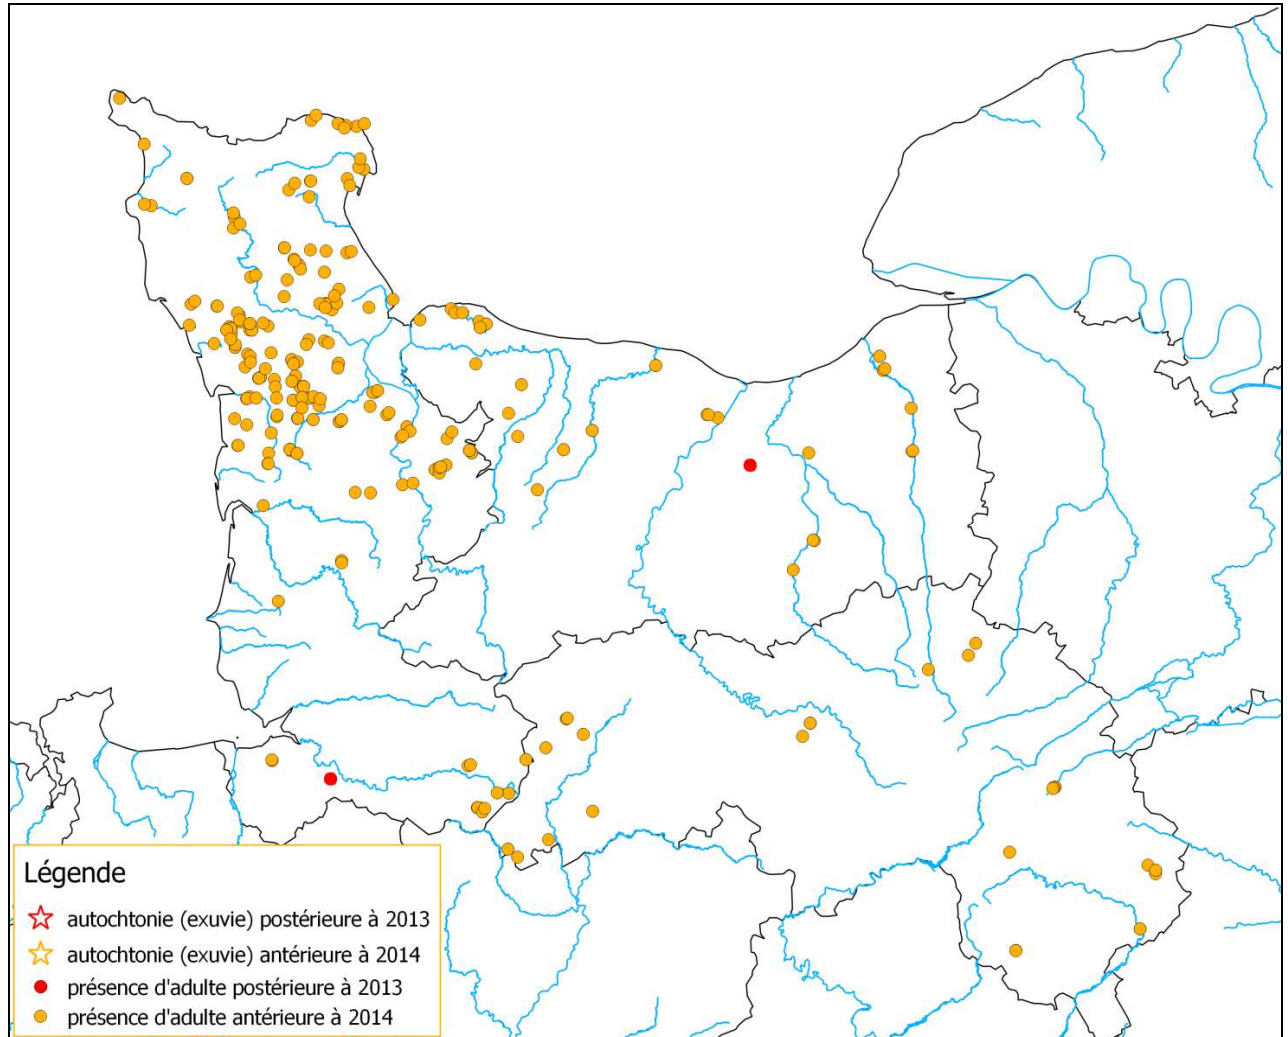 Légende
autochtonie (exuvie) postérieure à 2013
autochtonie (exuvie) antérieure à 2014
présence d'adulte postérieure à 2013
présence d'adulte antérieure à 2014